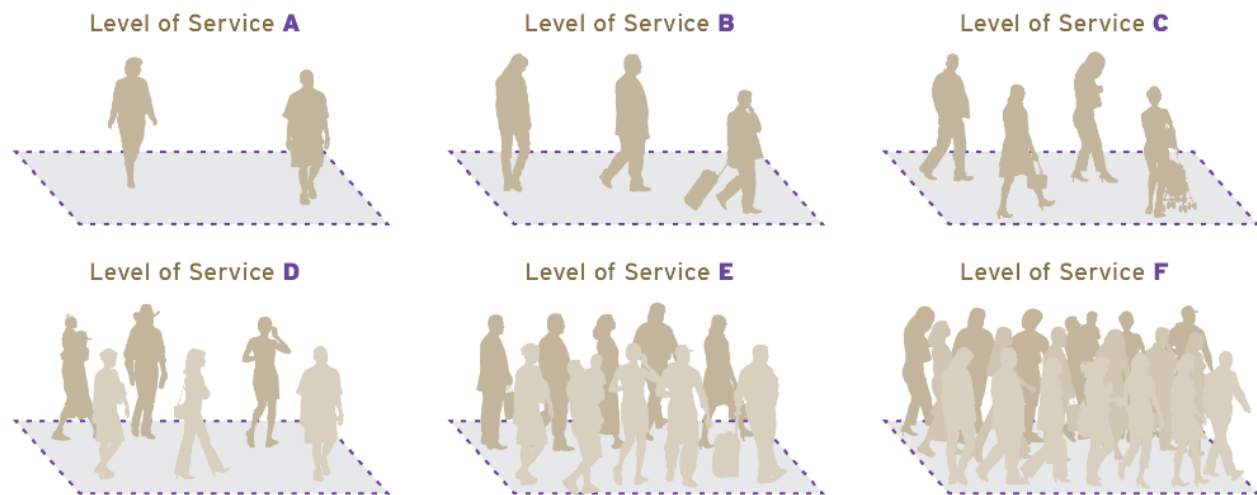 Level of Service A
Level of Service B
Level of Service C
Level of Service D
Level of Service E
Level of Service F